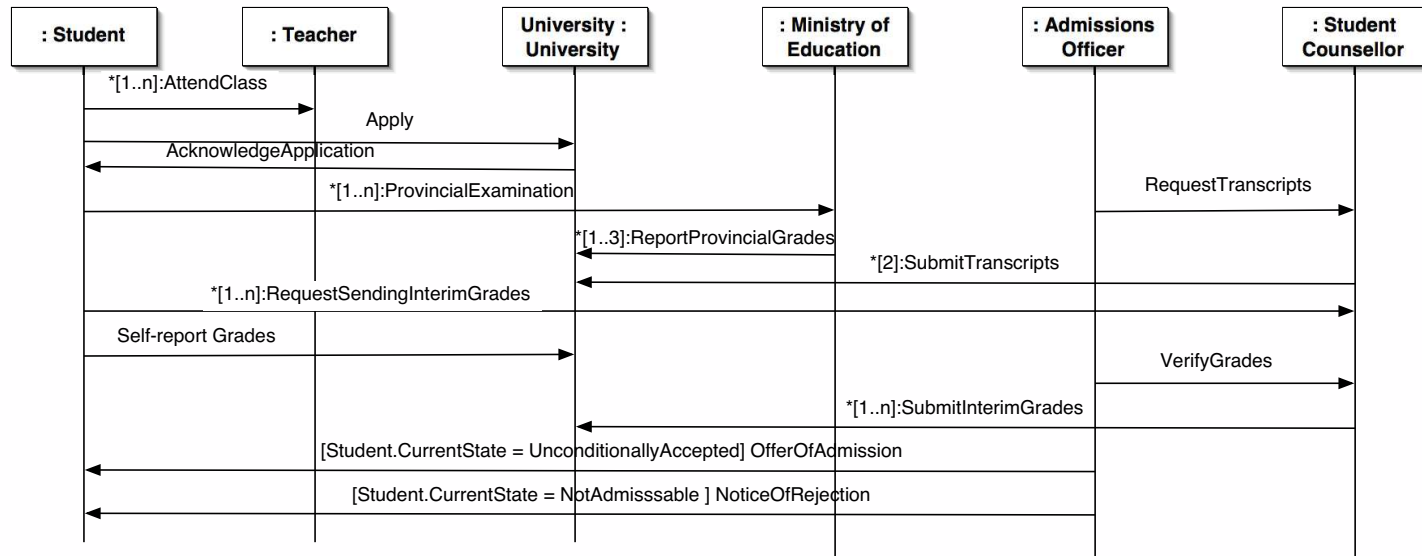 : Student
: Teacher
University :
University
: Ministry of
Education
: Admissions
Officer
: Student
Counsellor
*[1..n]:AttendClass
Apply
AcknowledgeApplication
*[1..n]:ProvincialExamination
RequestTranscripts
*[1..3]:ReportProvincialGrades
*[2]:SubmitTranscripts
*[1..n]:RequestSendingInterimGrades
Self-report Grades
VerifyGrades
*[1..n]:SubmitInterimGrades
[Student.CurrentState = UnconditionallyAccepted] OfferOfAdmission
[Student.CurrentState = NotAdmisssable ] NoticeOfRejection